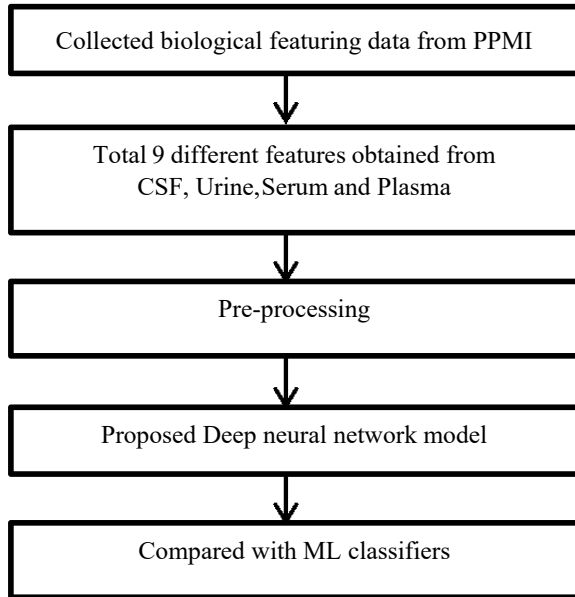 Collected biological featuring data from PPMI
Total 9 different features obtained from
CSF, Urine,Serum and Plasma
Pre-processing
Proposed Deep neural network model
Compared with ML classifiers